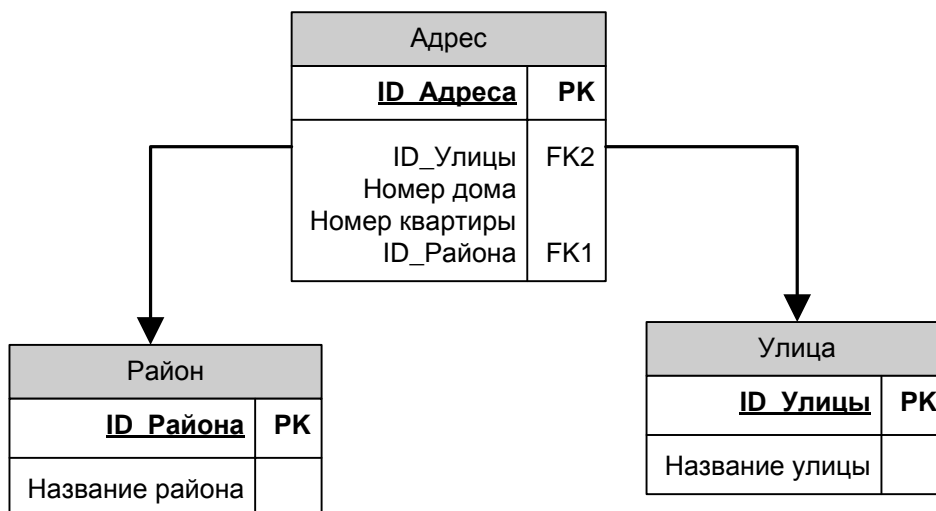 Адрес
ID_Адреса PK
ID_Улицы FK2
Номер дома
Номер квартиры
ID_Района FK1
Район
ID_Района PK
Название района
Улица
ID_Улицы PK
Название улицы